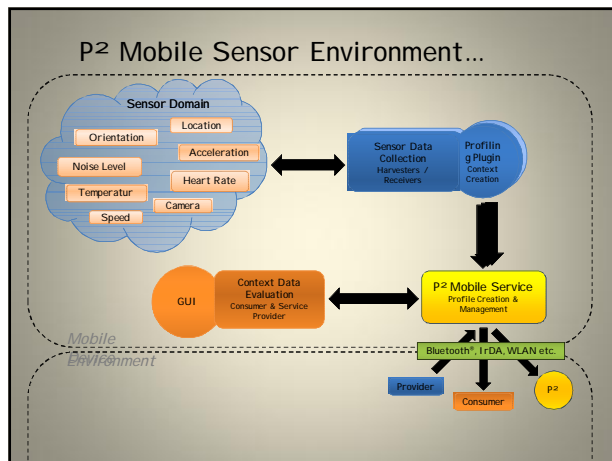 P² Mobile Sensor Environment…
Sensor Domain
Location
Orientation
Acceleration
Noise Level
Heart Rate
Temperatur
Camera
Speed
Sensor Data
Collection
Harvesters /
Receivers
Profilin
g Plugin
Context
Creation
GUI
Context Data
Evaluation
Consumer & Service
Provider
P² Mobile Service
Profile Creation &
Management
Mobile
Device
Environment
Bluetooth®, IrDA, WLAN etc.
Provider
Consumer
P²